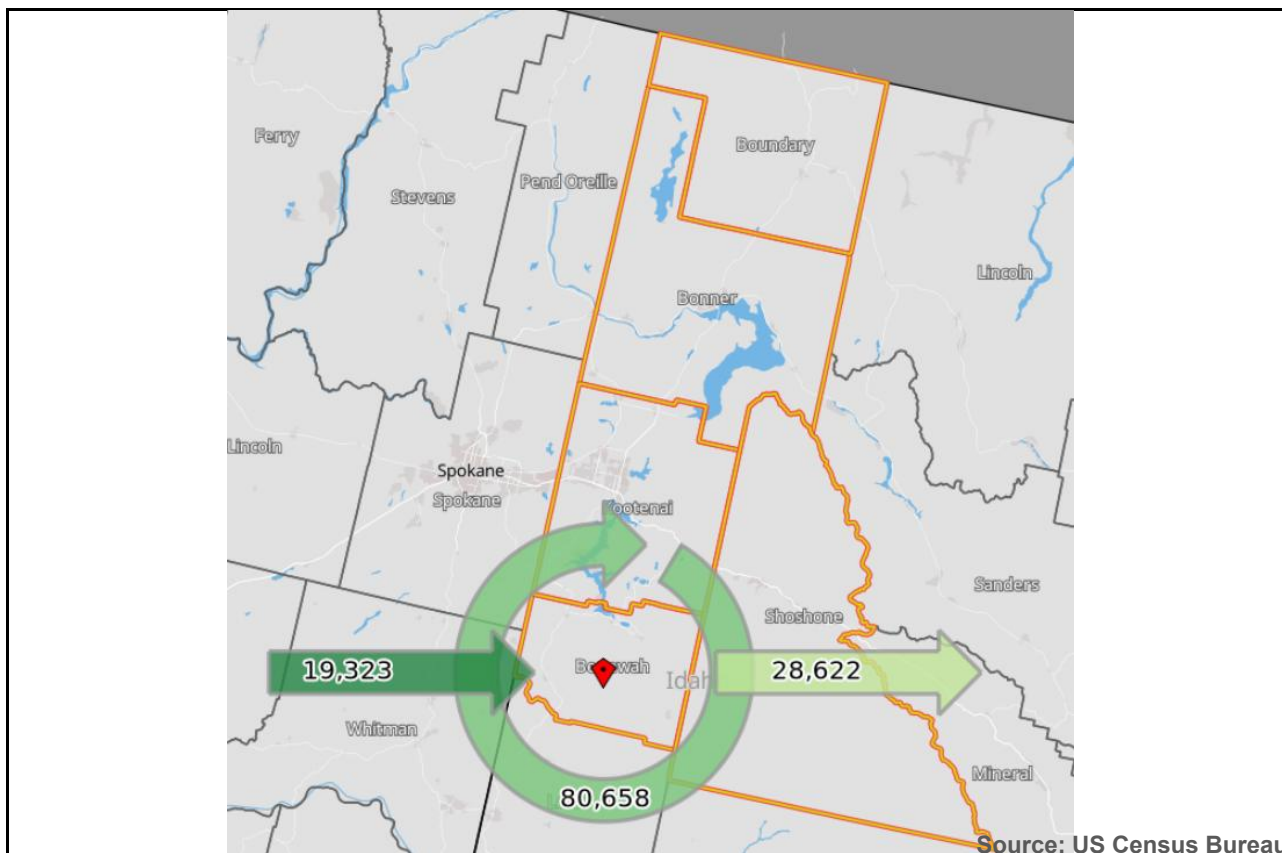 Ferry
Boundary
Pend Oreille
Stevens
Lincoln
Bonner
Lincoln
Spokane
Spokane
Kootenai
Sanders
Shoshone
19,323
28,622
Whitman
Mineral
80,658
Source: US Census Bureau